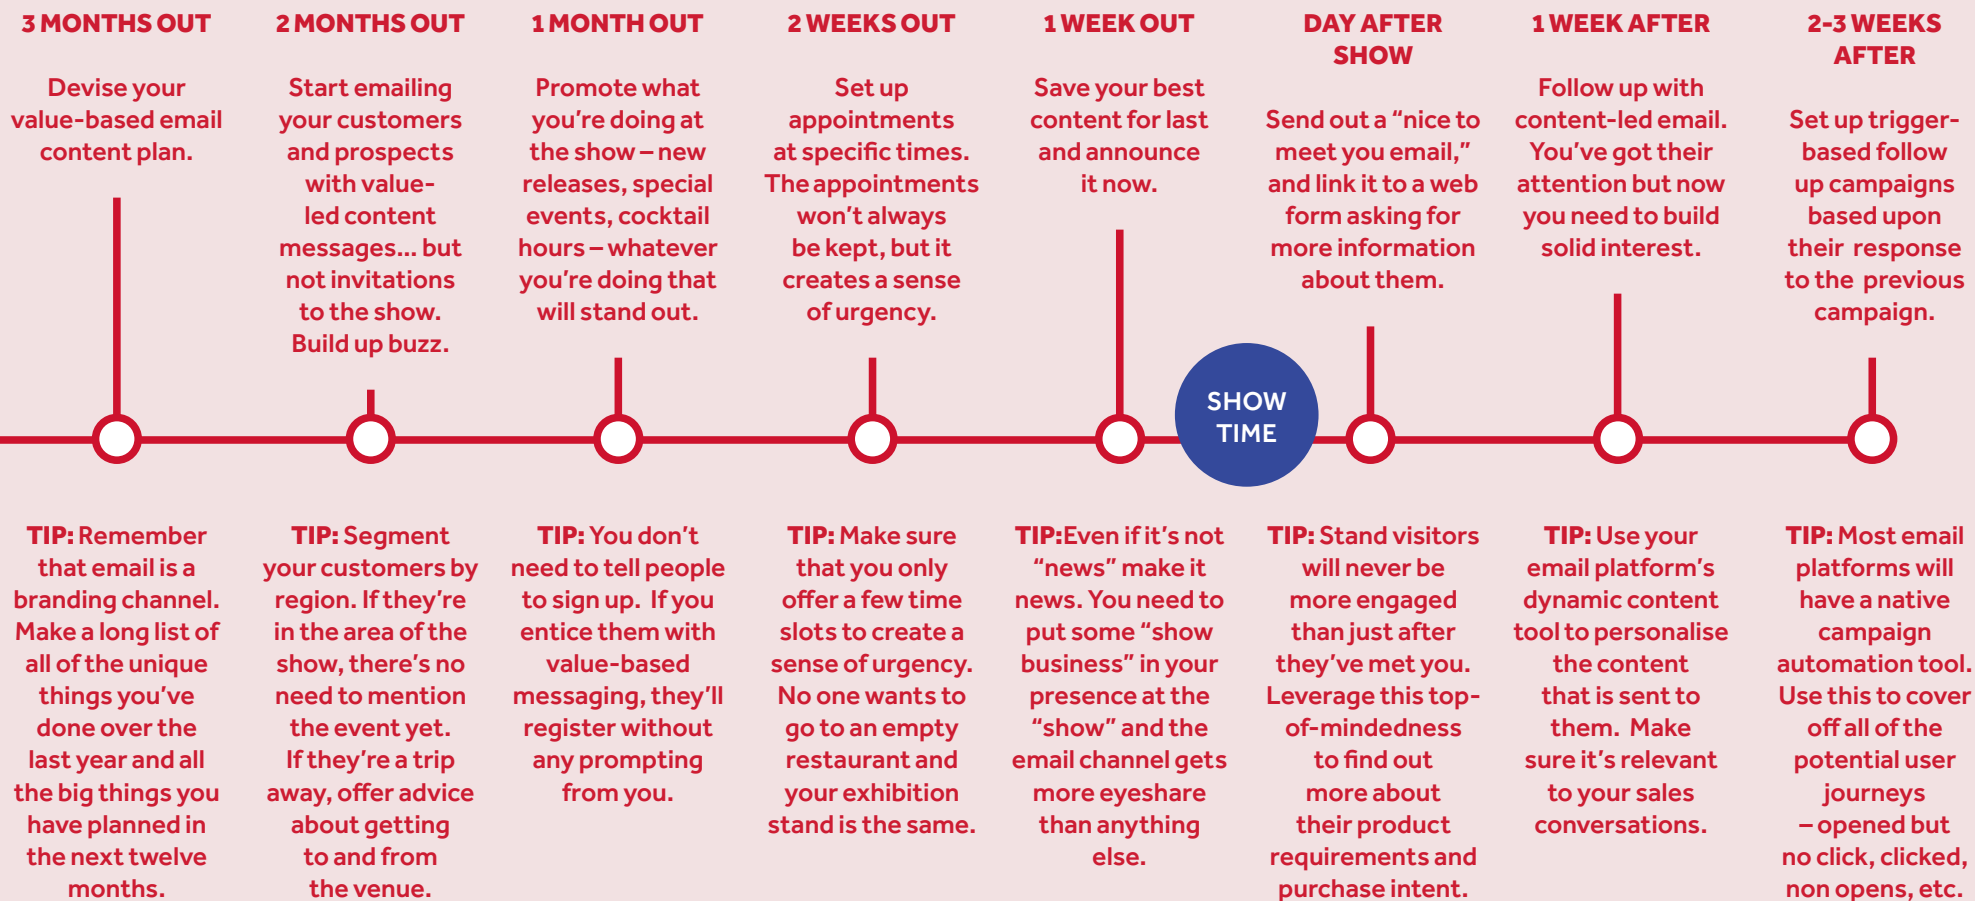 3 MONTHS OUT
Devise your
value-based email
content plan.
2 MONTHS OUT
Start emailing
your customers
and prospects
with value-
led content
messages... but
not invitations
to the show.
Build up buzz.
1 MONTH OUT
Promote what
you're doing at
the show – new
releases, special
events, cocktail
hours – whatever
you're doing that
will stand out.
2 WEEKS OUT
Set up
appointments
at specific times.
The appointments
won't always
be kept, but it
creates a sense
of urgency.
1 WEEK OUT
Save your best
content for last
and announce
it now.
DAY AFTER
SHOW
Send out a “nice to
meet you email,”
and link it to a web
form asking for
more information
about them.
1 WEEK AFTER
Follow up with
content-led email.
You've got their
attention but now
you need to build
solid interest.
2-3 WEEKS
AFTER
Set up trigger-
based follow
up campaigns
based upon
their response
to the previous
campaign.
SHOW
TIME
TIP: Remember
that email is a
branding channel.
Make a long list of
all of the unique
things you've
done over the
last year and all
the big things you
have planned in
the next twelve
months.
TIP: Segment
your customers by
region. If they're
in the area of the
show, there's no
need to mention
the event yet.
If they're a trip
away, offer advice
about getting
to and from
the venue.
TIP: You don't
need to tell people
to sign up. If you
entice them with
value-based
messaging, they'll
register without
any prompting
from you.
TIP: Make sure
that you only
offer a few time
slots to create a
sense of urgency.
No one wants to
go to an empty
restaurant and
your exhibition
stand is the same.
TIP:Even if it's not
“news” make it
news. You need to
put some “show
business” in your
presence at the
“show” and the
email channel gets
more eyeshare
than anything
else.
TIP: Stand visitors
will never be
more engaged
than just after
they've met you.
Leverage this top-
of-mindedness
to find out
more about
their product
requirements and
purchase intent.
TIP: Use your
email platform's
dynamic content
tool to personalise
the content
that is sent to
them. Make
sure it's relevant
to your sales
conversations.
TIP: Most email
platforms will
have a native
campaign
automation tool.
Use this to cover
off all of the
potential user
journeys
– opened but
no click, clicked,
non opens, etc.